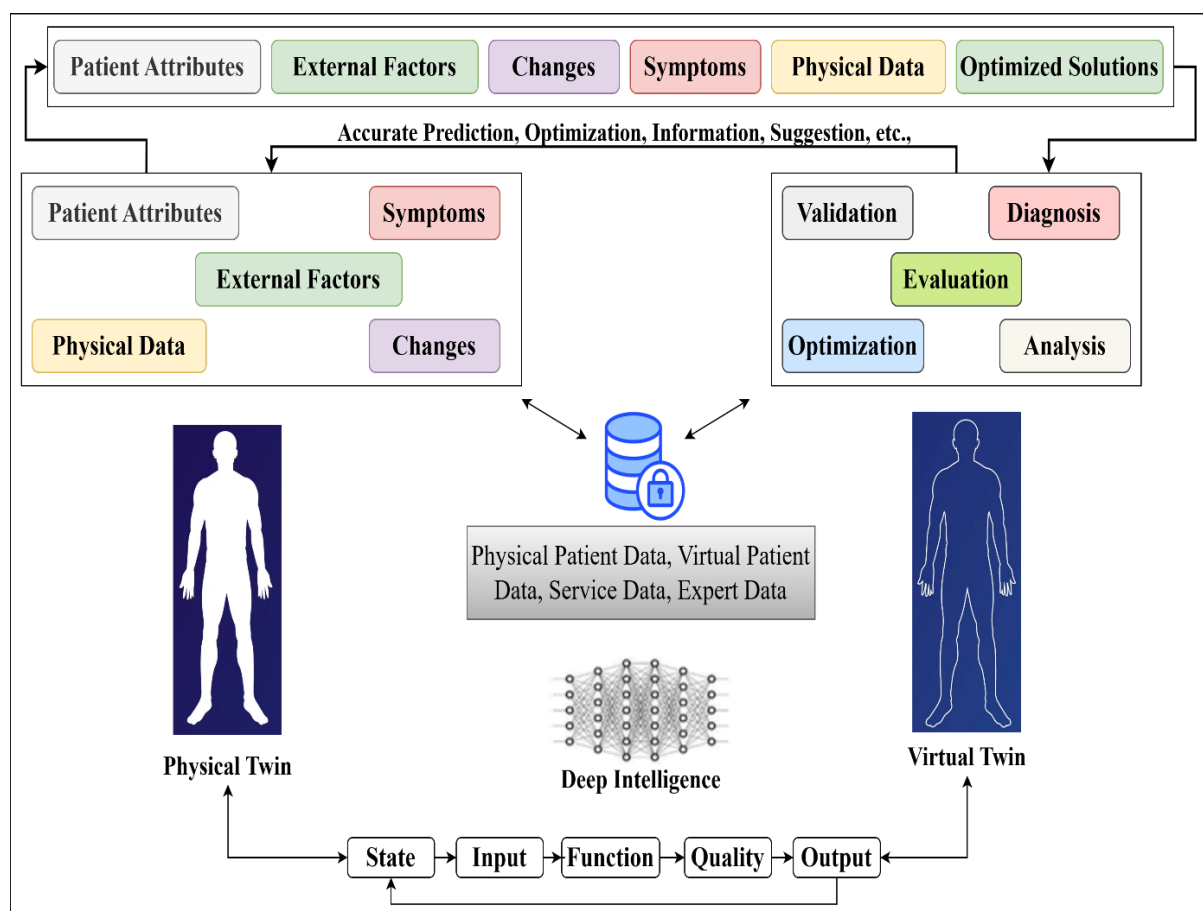 Patient Attributes
External Factors
Changes
Symptoms
Physical Data
Optimized Solutions
Accurate Prediction, Optimization, Information, Suggestion, etc.,
Patient Attributes
Symptoms
External Factors
Physical Data
Changes
Validation
Diagnosis
Evaluation
Optimization
Analysis
Physical Patient Data, Virtual Patient
Data, Service Data, Expert Data
Physical Twin
Deep Intelligence
Virtual Twin
State
Input
Function
Quality
Output